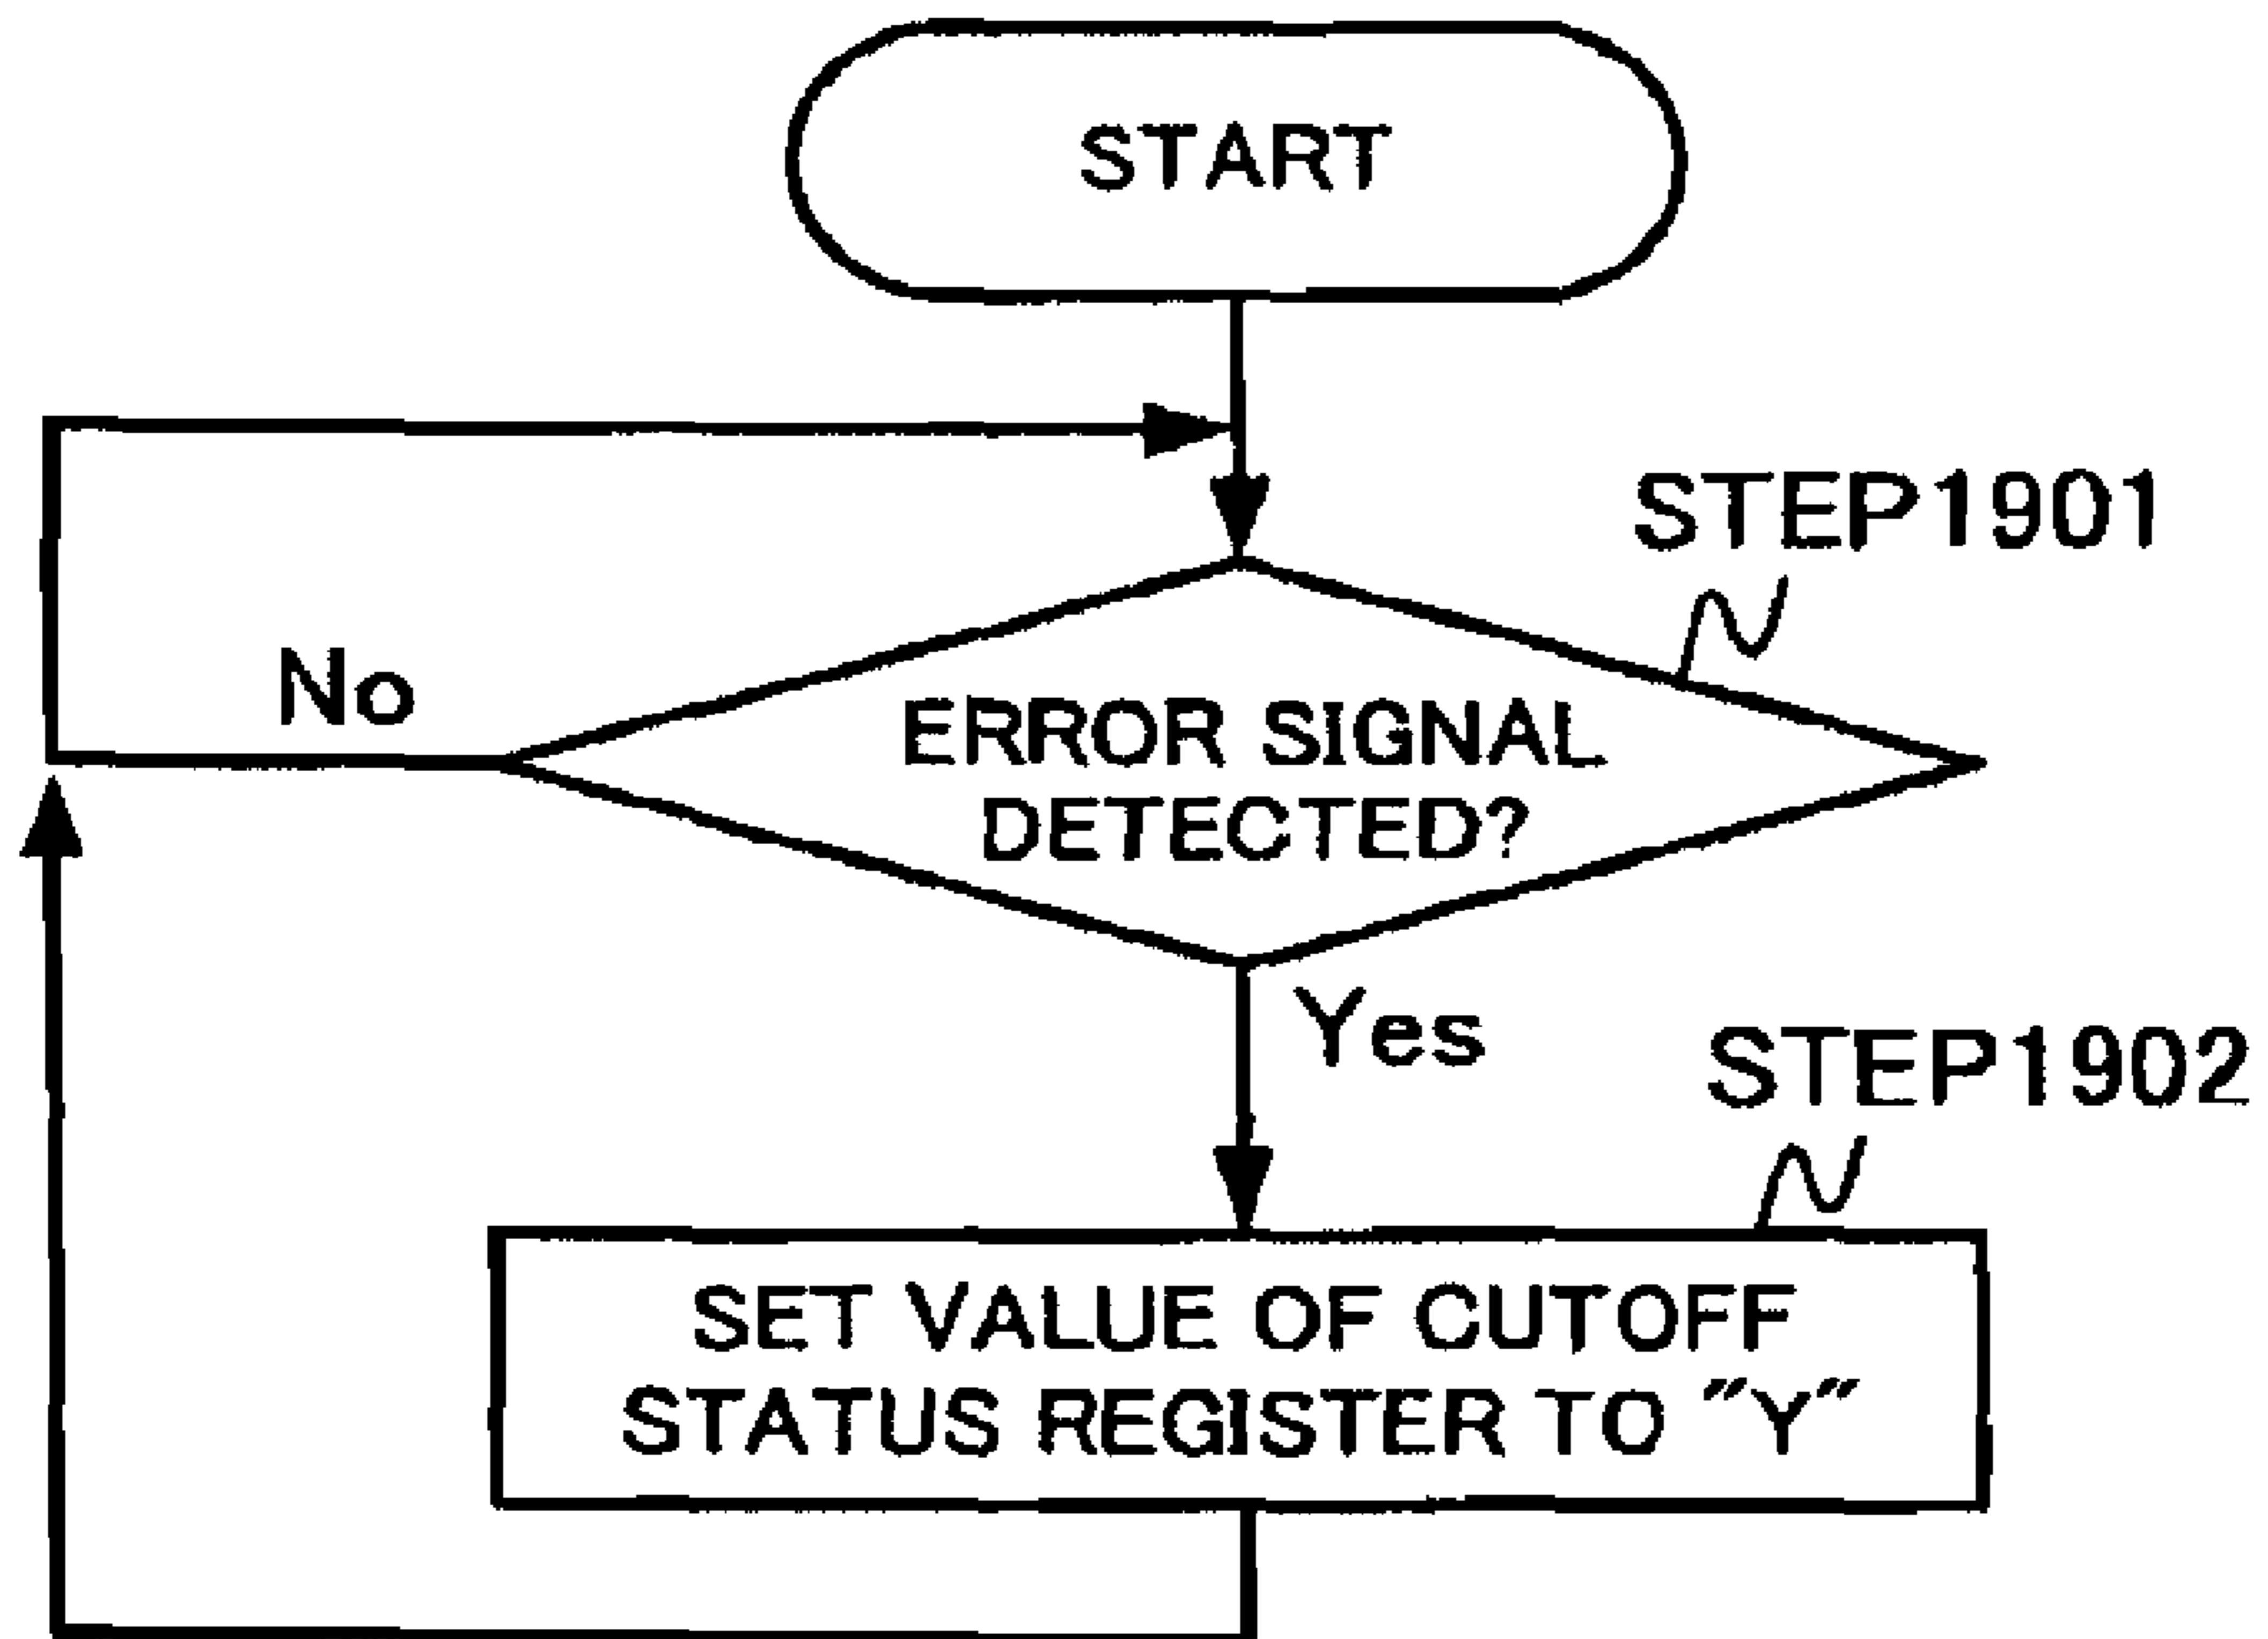 START
STEP1901
No
ERROR SIGNAL
DETECTED?
Yes
STEP1902
SET VALUE OF CUTOFF
STATUS REGISTER TO "Y"